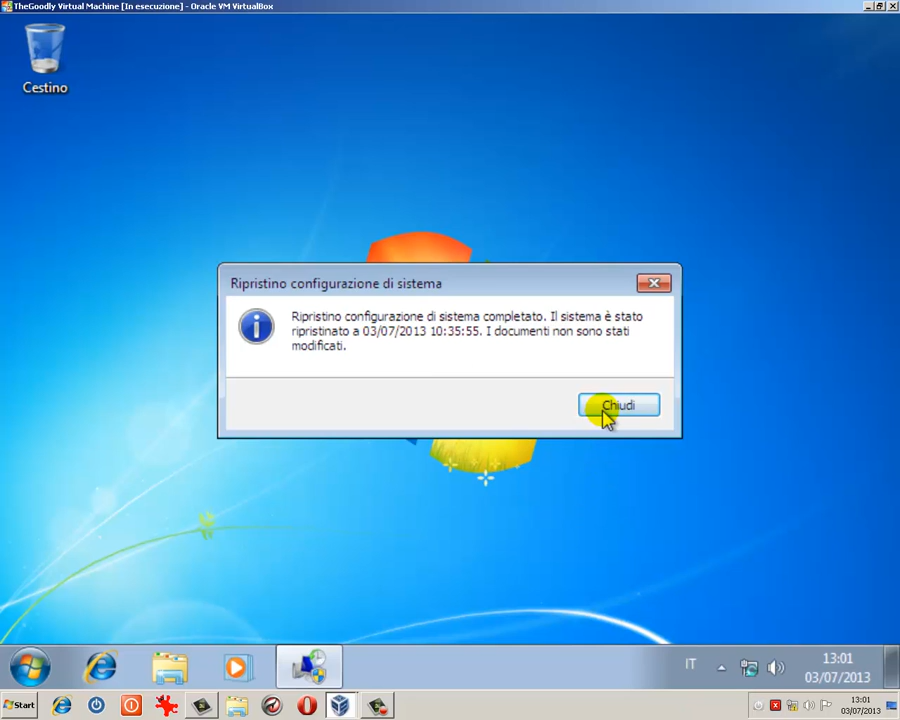 TheGoodly Virtual Machine [In esecuzione] - Oracle VM VirtualBox
Cestino
Ripristino configurazione di sistema
Ripristino configurazione di sistema completato. Il sistema è stato
ripristinato a 03/07/2013 10:35:55. I documenti non sono stati
modificati.
Chiudi
IT
13:01
03/07/2013
Start
13:01
03/07/2013